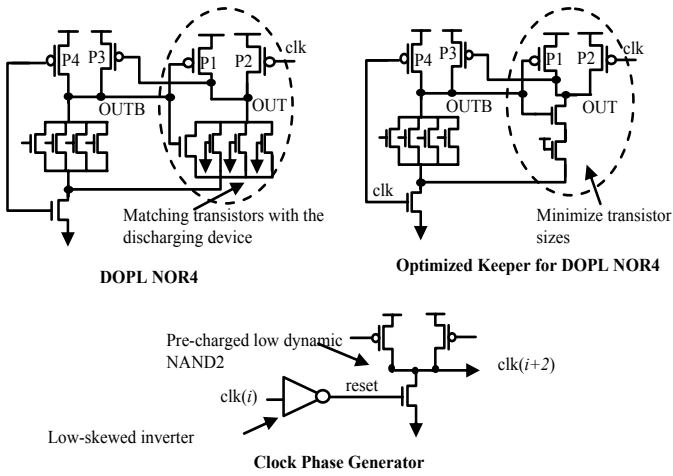 P4
P3
P1
P2
clk
OUTB
OUT
Matching transistors with the
discharging device
DOPL NOR4
P4
P3
P1
P2
clk
OUTB
OUT
clk
Minimize transistor
sizes
Optimized Keeper for DOPL NOR4
Pre-charged low dynamic
NAND2
clk(i+2)
clk(i)
reset
Low-skewed inverter
Clock Phase Generator